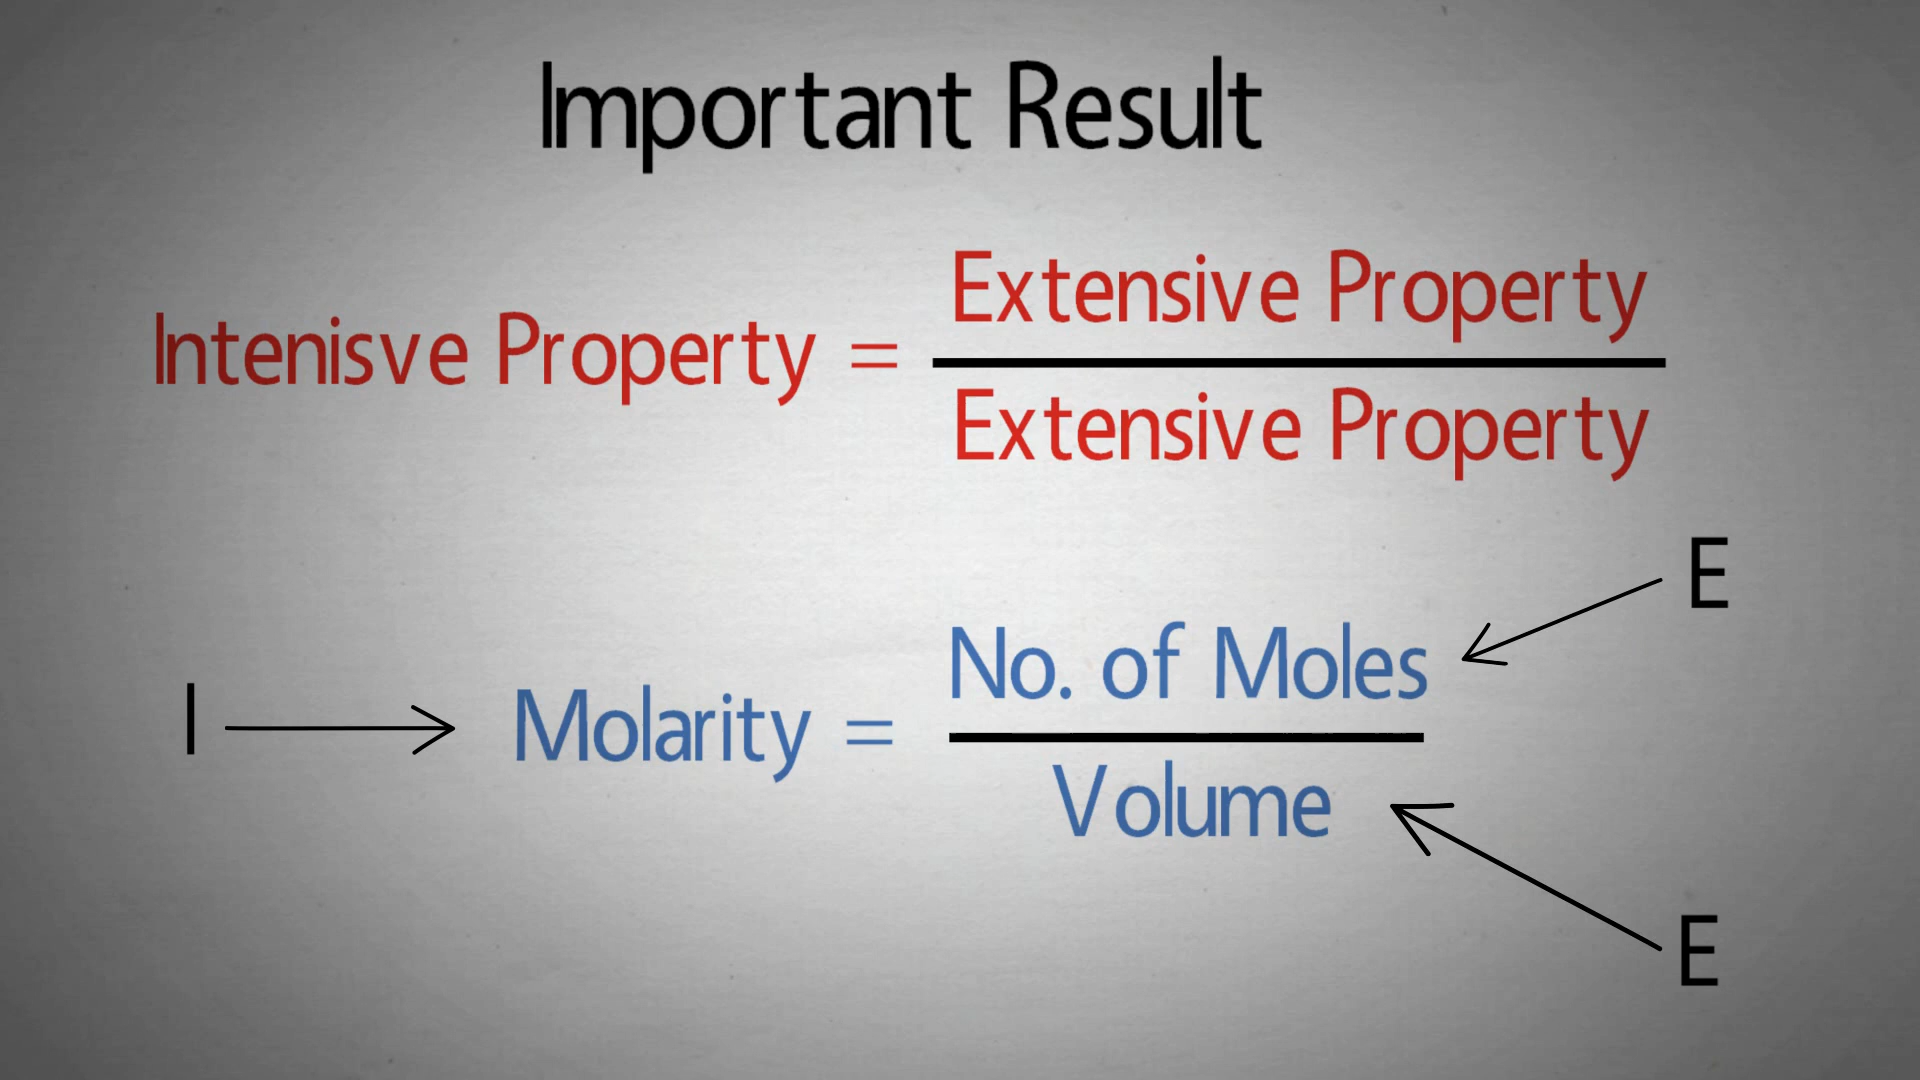 Important Result
Extensive Property
Intenisve Property =
Extensive Property
E
No. of Moles
I Molarity =
Volume
E